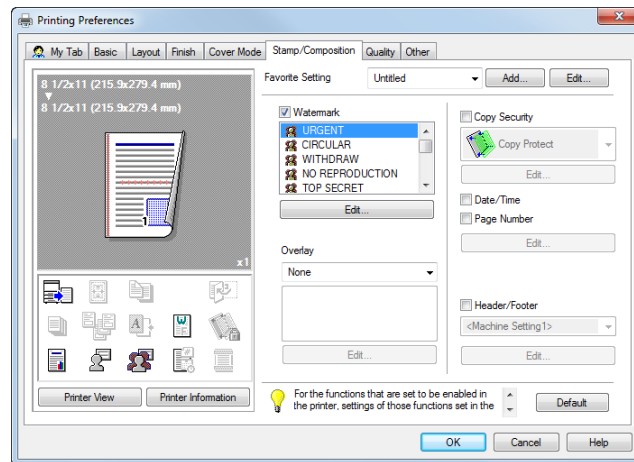 Printing Preferences
My Tab
Basic
Layout
Finish
Cover Mode
Stamp/Composition
Quality
Other
8 1/2x11 (215.9x279.4 mm)
8 1/2x11 (215.9x279.4 mm)
1
x1
Printer View
Printer Information
Favorite Setting
Untitled
Add...
Edit...
Watermark
URGENT
CIRCULAR
WITHDRAW
NO REPRODUCTION
TOP SECRET
Edit...
Overlay
None
Edit...
Copy Security
Copy Protect
Edit...
Date/Time
Page Number
Edit...
Header/Footer
<Machine Setting1>
Edit...
For the functions that are set to be enabled in
the printer, settings of those functions set in the
Default
OK
Cancel
Help